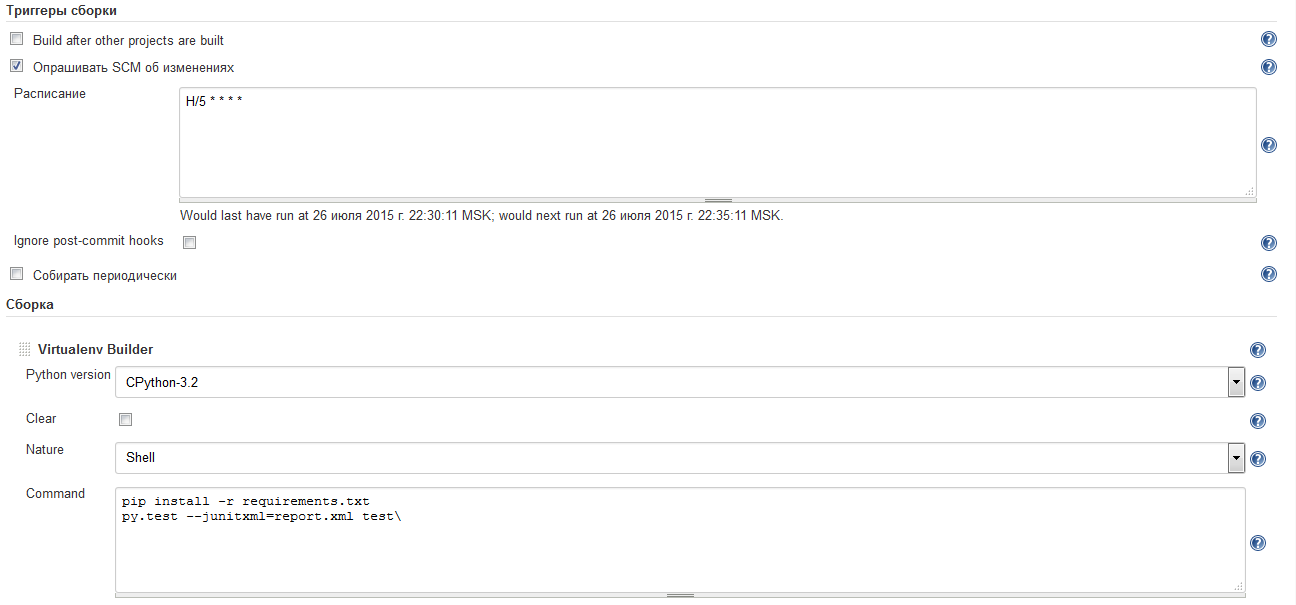 Триггеры сборки
Build after other projects are built
Опрашивать SCM об изменениях
Расписание
H/5 * * * *
Would last have run at 26 июля 2015 г. 22:30:11 MSK; would next run at 26 июля 2015 г. 22:35:11 MSK.
Ignore post-commit hooks
Собирать периодически
Сборка
Virtualenv Builder
Python version
CPython-3.2
Clear
Nature
Shell
Command
pip install -r requirements.txt
py.test --junitxml=report.xml test\